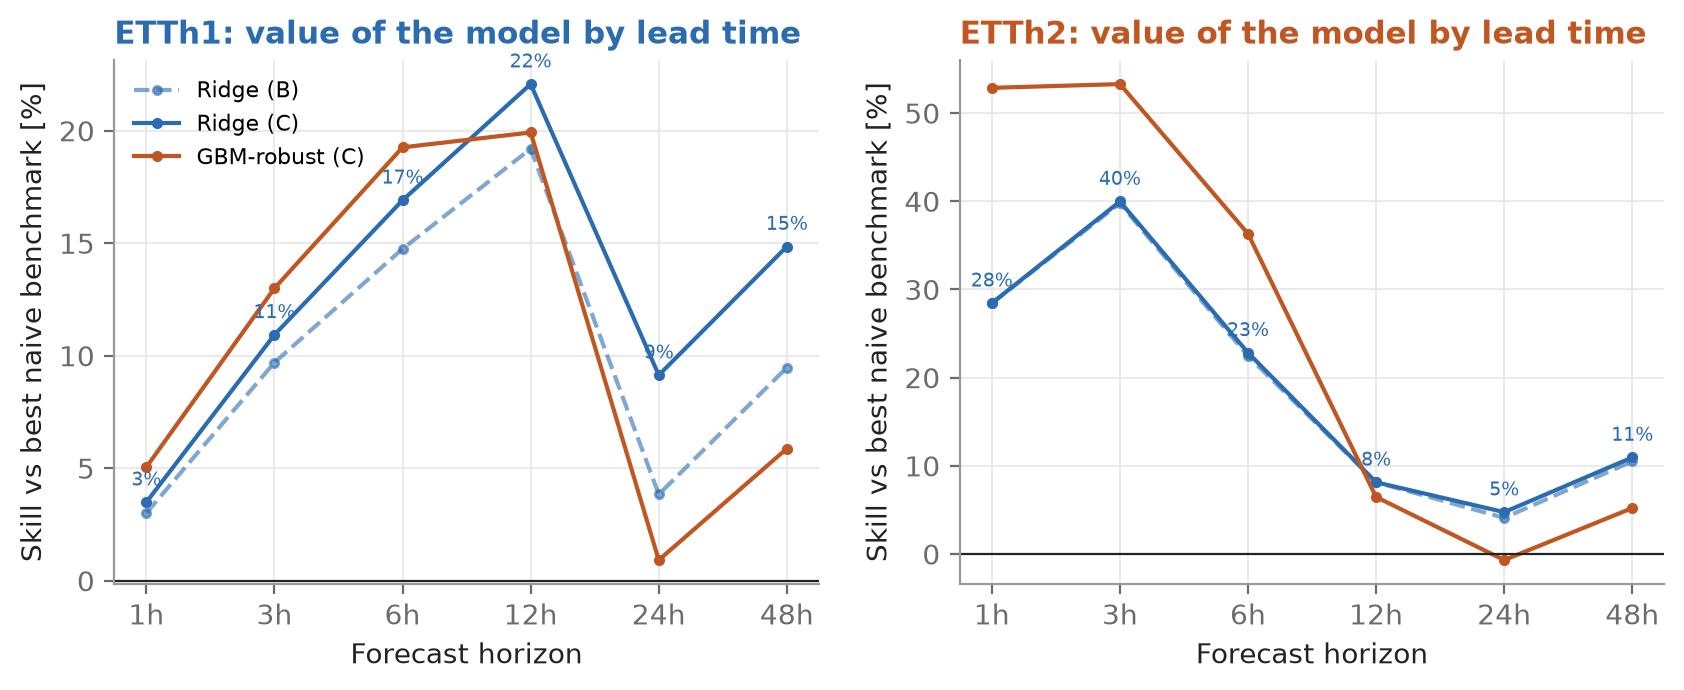 ETTh1: value of the model by lead time
Skill vs best naive benchmark [%]
20
15
10
5
0
Ridge (B)
Ridge (C)
GBM-robust (C)
3%
11%
17%
22%
9%
15%
1h
3h
6h
12h
24h
48h
Forecast horizon
ETTh2: value of the model by lead time
Skill vs best naive benchmark [%]
50
40
30
20
10
0
28%
40%
23%
8%
5%
11%
1h
3h
6h
12h
24h
48h
Forecast horizon